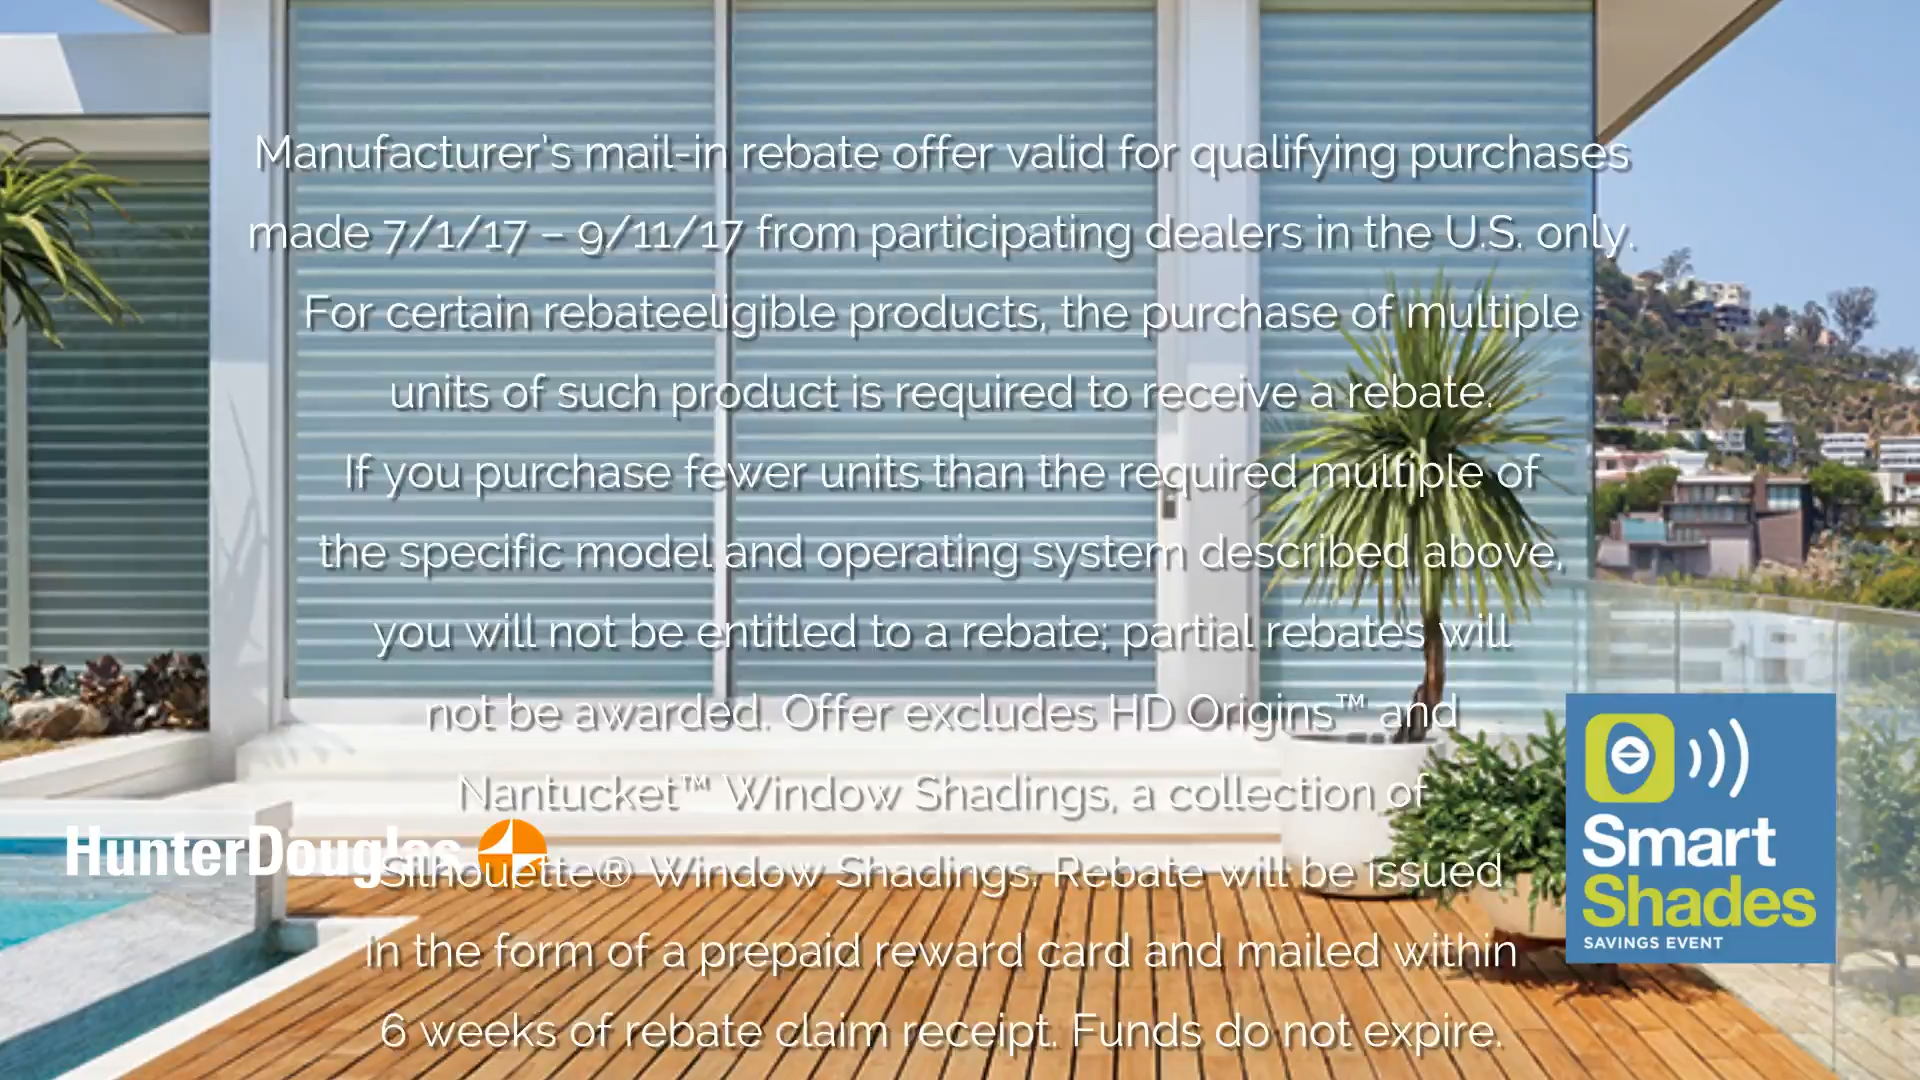 Manufacturer's mail-in rebate offer valid for qualifying purchases
made 7/1/17 – 9/11/17 from participating dealers in the U.S. only.
For certain rebateeligible products, the purchase of multiple
units of such product is required to receive a rebate.
If you purchase fewer units than the required multiple of
the specific model and operating system described above,
you will not be entitled to a rebate; partial rebates will
not be awarded. Offer excludes HD Origins™ and
Nantucket™ Window Shadings, a collection of
Silhouette® Window Shadings. Rebate will be issued
in the form of a prepaid reward card and mailed within
6 weeks of rebate claim receipt. Funds do not expire.
HunterDouglas
Smart
Shades
SAVINGS EVENT